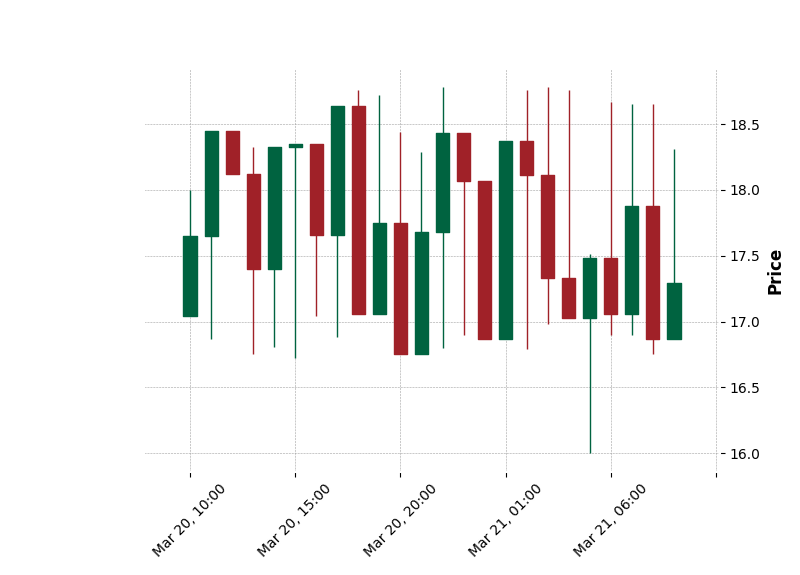 18.5
18.0
17.5
17.0
16.5
16.0
Price
Mar 20, 10:00
Mar 20, 15:00
Mar 20, 20:00
Mar 21, 01:00
Mar 21, 06:00